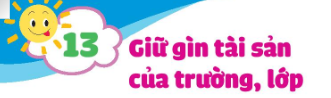 13 Giữ gìn tài sản
của trường, lớp